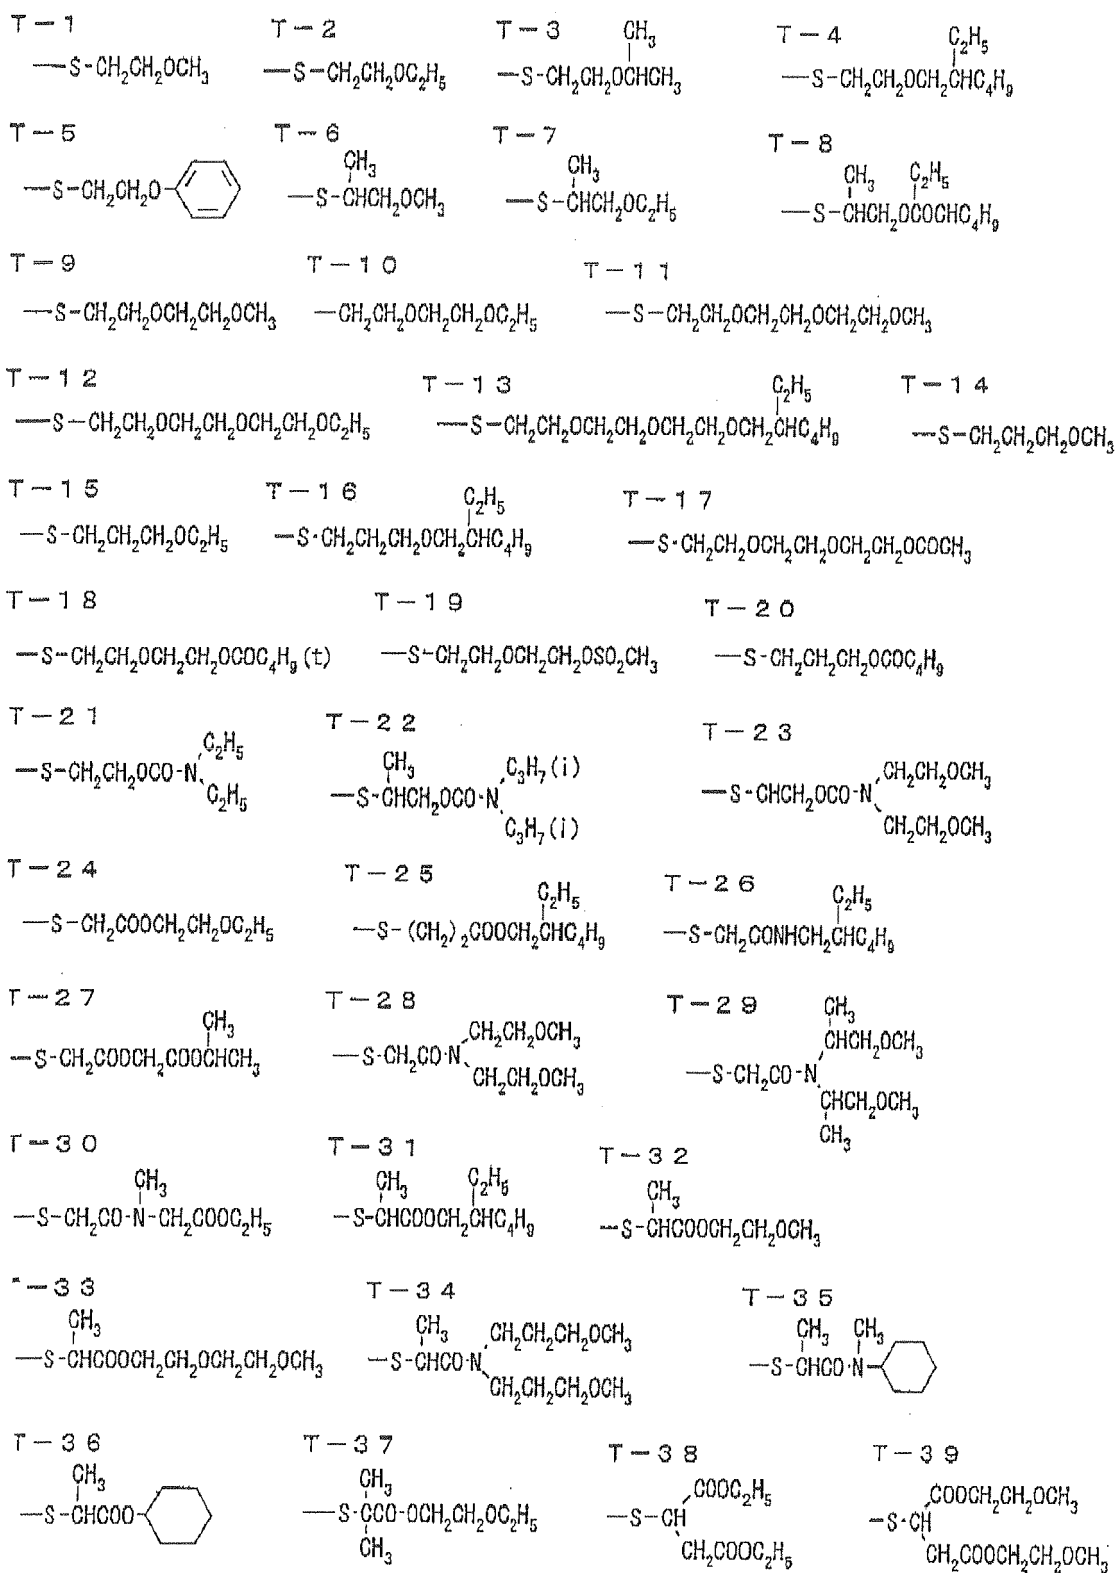 T-1 T-2 T-3 CH₃ T-4 C₂H₅
—S-CH₂CH₂OCH₃ —S-CH₂CH₂OC₂H₅ —S-CH₂CH₂OCHCH₃ —S-CH₂CH₂OCH₂CHC₄H₉
T-5 T-6 T-7 T-8
CH₃ CH₃ CH₃ C₂H₅
—S-CH₂CH₂O —S-CHCH₂OCH₃ —S-CHCH₂OC₂H₅ —S-CHCH₂OCOCHC₄H₉
T-9 T-10 T-11
—S-CH₂CH₂OCH₂CH₂OCH₃ —CH₂CH₂OCH₂CH₂OC₂H₅ —S-CH₂CH₂OCH₂CH₂OCH₂CH₂OCH₃
T-12 T-13 C₂H₅ T-14
—S-CH₂CH₂OCH₂CH₂OCH₂CH₂OC₂H₅ —S-CH₂CH₂OCH₂CH₂OCH₂CH₂OCH₂CHC₄H₉ —S-CH₂CH₂CH₂OCH₃
T-15 T-16 C₂H₅ T-17
—S-CH₂CH₂CH₂OC₂H₅ —S-CH₂CH₂CH₂OCH₂CHC₄H₉ —S-CH₂CH₂OCH₂CH₂OCH₂CH₂OCOCH₃
T-18 T-19 T-20
—S-CH₂CH₂OCH₂CH₂OCOC₄H₉(t) —S-CH₂CH₂OCH₂CH₂OSO₂CH₃ —S-CH₂CH₂CH₂OCOC₄H₉
T-21 T-22 T-23
C₂H₅ CH₃ C₃H₇(i) CH₂CH₂OCH₃
—S-CH₂CH₂OCO-N —S-CHCH₂OCO-N —S-CHCH₂OCO-N
C₂H₅ C₃H₇(i) CH₂CH₂OCH₃
T-24 T-25 T-26
C₂H₅ C₂H₅
—S-CH₂COOCH₂CH₂OC₂H₅ —S-(CH₂)₂COOCH₂CHC₄H₉ —S-CH₂CONHCH₂CHC₄H₉
T-27 T-28 T-29
CH₃ CH₂CH₂OCH₃ CH₃
CHCH₂OCH₃
—S-CH₂COOCH₂COOCHCH₃ —S-CH₂CO-N —S-CH₂CO-N
CH₂CH₂OCH₃ CHCH₂OCH₃
CH₃
T-30 T-31 T-32
CH₃ CH₃ C₂H₅ CH₃
—S-CH₂CO-N-CH₂COOC₂H₅ —S-CHCOOCH₂CHC₄H₉ —S-CHCOOCH₂CH₂OCH₃
-33 T-34 T-35
CH₃ CH₃ CH₂CH₂CH₂OCH₃ CH₃ CH₃
—S-CHCOOCH₂CH₂OCH₂CH₂OCH₃ —S-CHCO-N —S-CHCO-N
CH₂CH₂CH₂OCH₃
T-36 T-37 T-38 T-39
CH₃ CH₃ COOC₂H₅ COOCH₂CH₂OCH₃
—S-CHCOO —S-CCO-OCH₂CH₂OC₂H₅ —S-CH —S-CH
CH₃ CH₂COOC₂H₅ CH₂COOCH₂CH₂OCH₃